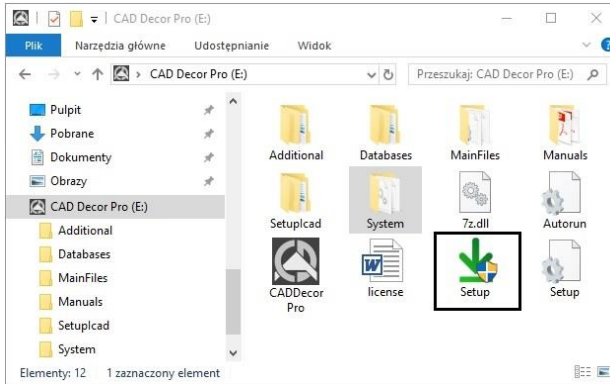 CAD Decor Pro (E:)
Plik Narzędzia główne Udostępnianie Widok
CAD Decor Pro (E:) Przeszukaj: CAD Decor Pro (E:)
Pulpit
Pobrane
Dokumenty
Obrazy
CAD Decor Pro (E:)
Additional
Databases
MainFiles
Manuals
SetupIcad
System
Additional Databases MainFiles Manuals
SetupIcad System 7z.dll Autorun
CADDecor Pro license Setup Setup
Elementy: 12 1 zaznaczony element